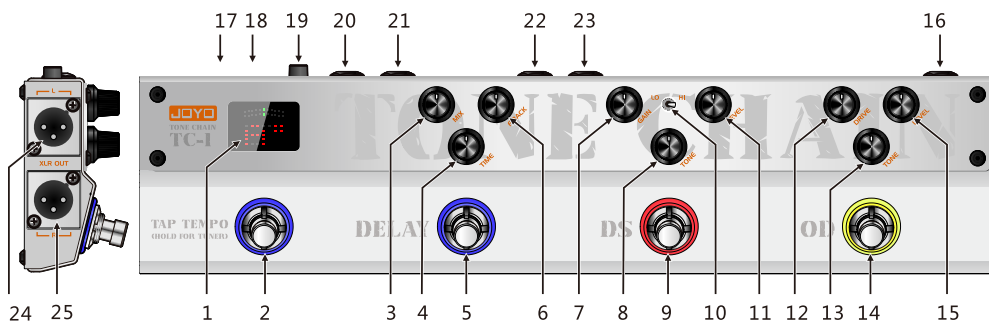 17 18 19 20 21 22 23 16
L
XLR OUT
R
JOYO
TONE CHAIN
TC-1
TONE CHAIN
MIX
F.BACK
TIME
LO HI
GAIN
LEVEL
TONE
DRIVE
LEVEL
TONE
TAP TEMPO
(HOLD FOR TUNER)
DELAY
DS
OD
24 25 1 2 3 4 5 6 7 8 9 10 11 12 13 14 15